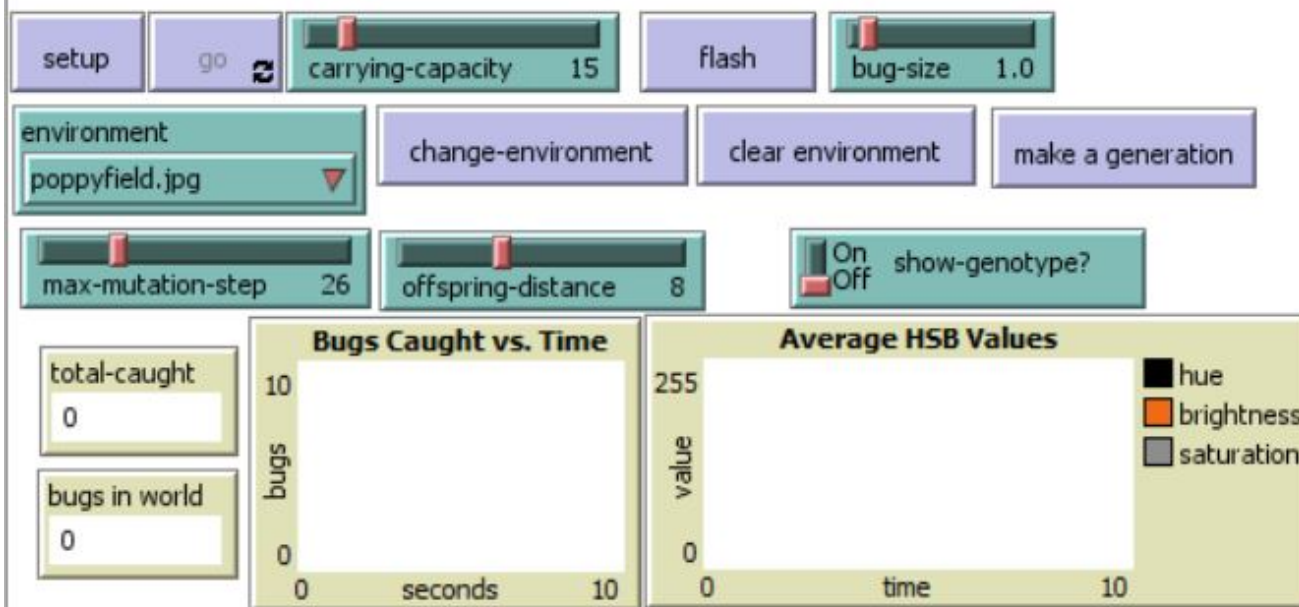 setup
go
carrying-capacity 15
flash
bug-size 1.0
environment
poppyfield.jpg
change-environment
clear environment
make a generation
max-mutation-step 26
offspring-distance 8
On
Off
show-genotype?
total-caught
0
bugs in world
0
Bugs Caught vs. Time
10
bugs
0
0 seconds 10
Average HSB Values
255
value
0
0 time 10
hue
brightness
saturation